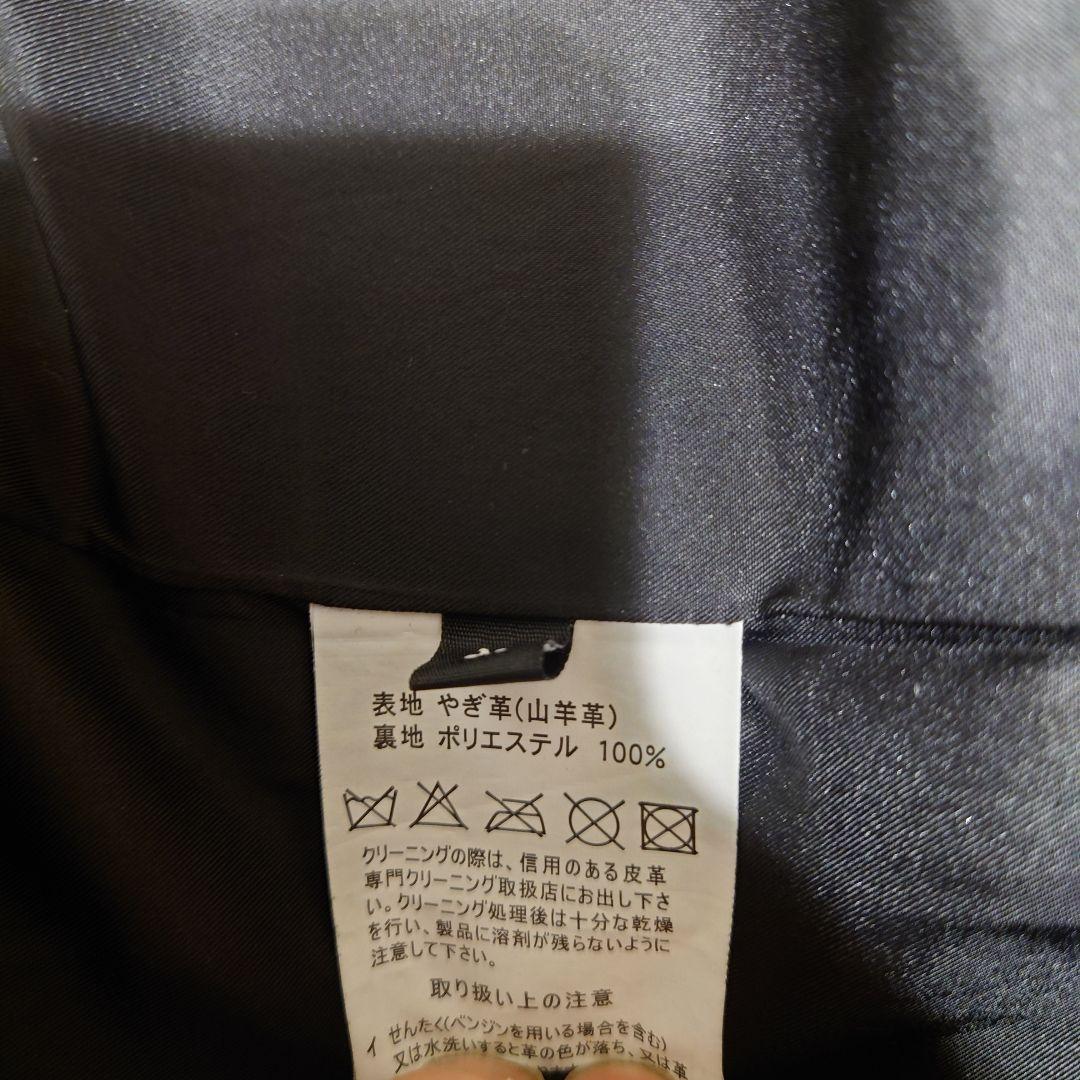 表地 やぎ革(山羊革)
裏地 ポリエステル 100%
クリーニングの際は、信用のある皮革
専門クリーニング取扱店にお出し下さ
い。クリーニング処理後は十分な乾燥
を行い、製品に溶剤が残らないように
注意して下さい。
取り扱い上の注意
イ せんたく(ベンジンを用いる場合を含む)
又は水洗いすると革の色が落ち、又は革